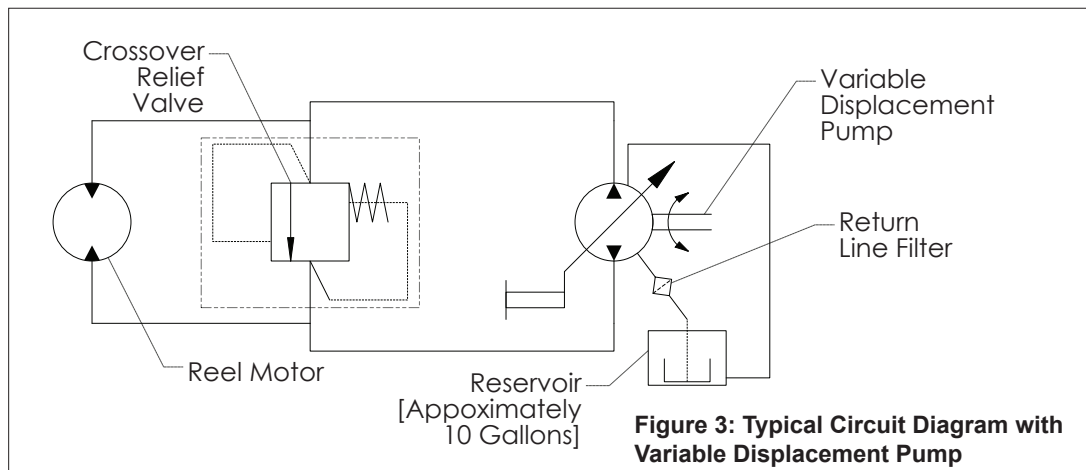 Crossover
Relief
Valve
Variable
Displacement
Pump
Return
Line Filter
Reel Motor
Reservoir
[Appoximately
10 Gallons]
Figure 3: Typical Circuit Diagram with
Variable Displacement Pump